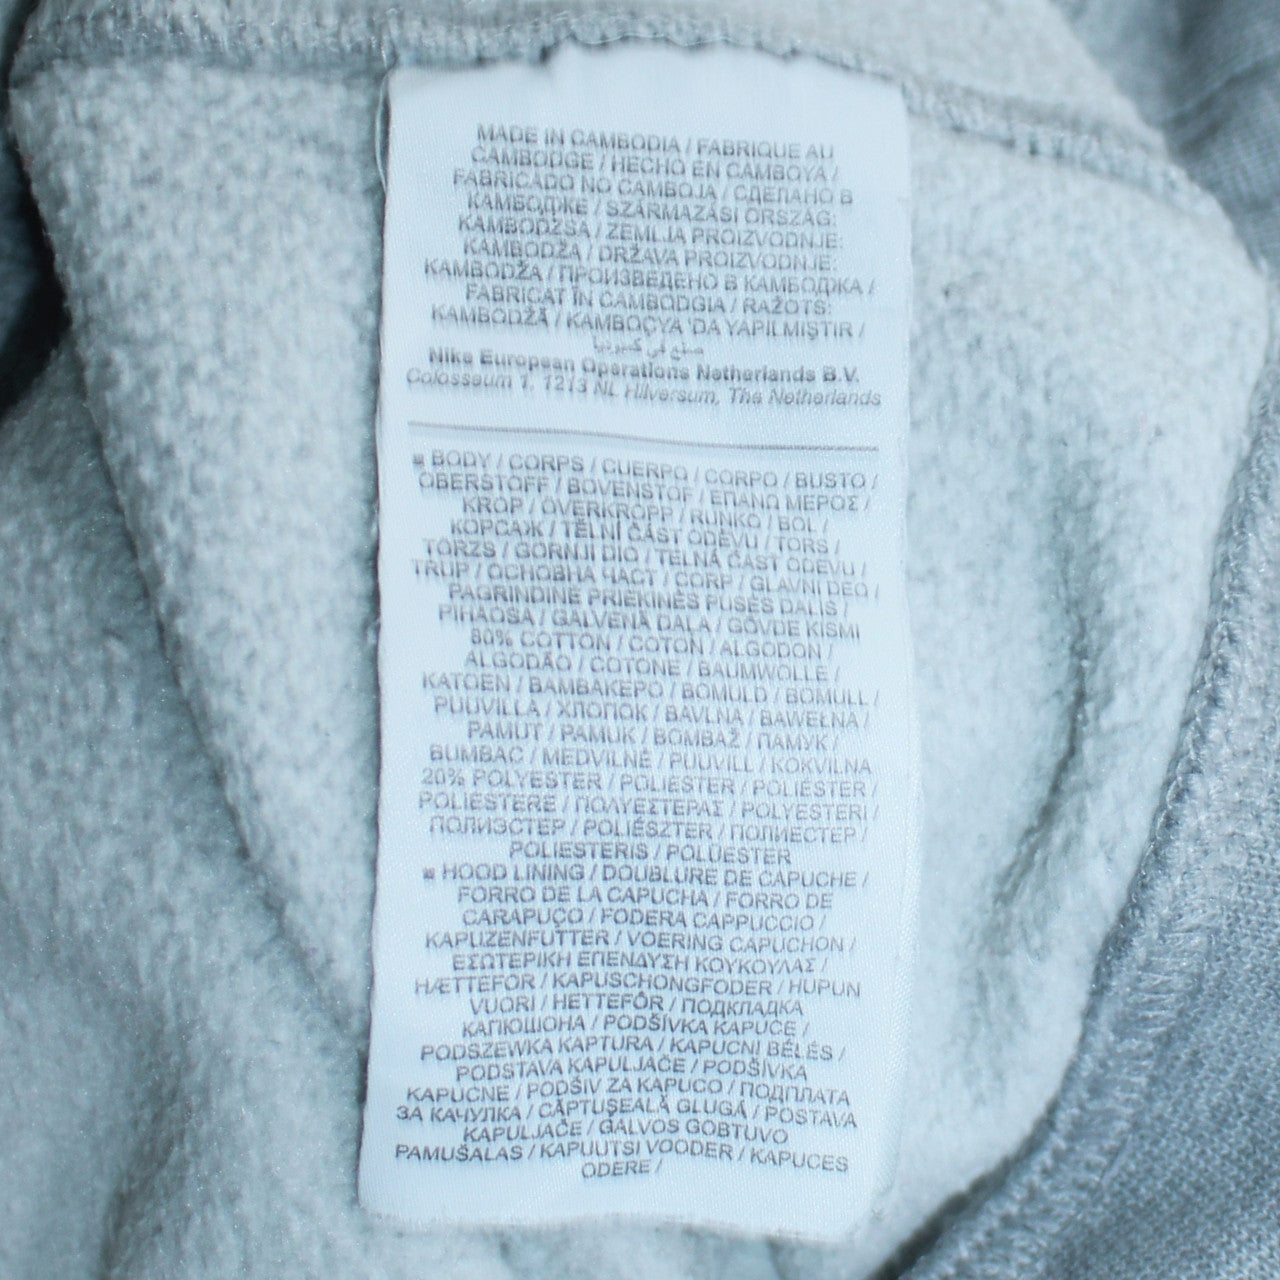 MADE IN CAMBODIA / FABRIQUE AU
CAMBODGE / HECHO EN CAMBOYA /
FABRICADO NO CAMBOJA / СДЕЛАНО В
КАМБОДЖЕ / SZÁRMAZÁSI ORSZÁG:
KAMBODZSA / ZEMLJA PROIZVODNJE:
KAMBODŽA / DRŽAVA PROIZVODNJE:
KAMBODŽA / ПРОИЗВЕДЕНО В КАМБОДЖА /
FABRICAT ÎN CAMBODGIA / RAŽOTS:
KAMBODŽĀ / KAMBOÇYA 'DA YAPILMIŞTIR /
صنع في كمبوديا
Nike European Operations Netherlands B.V.
Colosseum 1, 1213 NL Hilversum, The Netherlands
■ BODY / CORPS / CUERPO / CORPO / BUSTO /
OBERSTOFF / BOVENSTOF / ΕΠΑΝΩ ΜΕΡΟΣ /
KROP / ÖVERKROPP / RUNKO / BOL /
КОРСАЖ / TĚLNÍ ČÁST ODĚVU / TORS /
TÖRZS / GORNJI DIO / TELNÁ ČASŤ ODEVU /
TRUP / ОСНОВНА ЧАСТ / CORP / GLAVNI DEO /
PAGRINDINĖ PRIEKINĖS PUSĖS DALIS /
PIHAOSA / GALVENĀ DAĻA / GÖVDE KISMI
80% COTTON / COTON / ALGODON /
ALGODÃO / COTONE / BAUMWOLLE /
KATOEN / ΒΑΜΒΑΚΕΡΟ / BOMULD / BOMULL /
PUUVILLA / ХЛОПОК / BAVLNA / BAWEŁNA /
PAMUT / PAMUK / BOMBAŽ / ПАМУК /
BUMBAC / MEDVILNĖ / PUUVILL / KOKVILNA
20% POLYESTER / POLIESTER / POLIÉSTER /
POLIESTERE / ΠΟΛΥΕΣΤΕΡΑΣ / POLYESTERI /
ПОЛИЭСТЕР / POLIÉSZTER / ПОЛИЕСТЕР /
POLIESTERIS / POLÜESTER
■ HOOD LINING / DOUBLURE DE CAPUCHE /
FORRO DE LA CAPUCHA / FORRO DE
CARAPUÇO / FODERA CAPPUCCIO /
KAPUZENFUTTER / VOERING CAPUCHON /
ΕΣΩΤΕΡΙΚΗ ΕΠΕΝΔΥΣΗ ΚΟΥΚΟΥΛΑΣ /
HÆTTEFOR / KAPUSCHONGFODER / HUPUN
VUORI / HETTEFÔR / ПОДКЛАДКА
КАПЮШОНА / PODŠÍVKA KAPUCE /
PODSZEWKA KAPTURA / KAPUCNI BÉLÉS /
PODSTAVA KAPULJAČE / PODŠÍVKA
KAPUCNE / PODŠIV ZA KAPUCO / ПОДПЛАТА
ЗА КАЧУЛКА / CĂPTUŞEALĂ GLUGĂ / POSTAVA
KAPULJAČE / GALVOS GOBTUVO
PAMUŠALAS / KAPUUTSI VOODER / KAPUCES
ODERE /